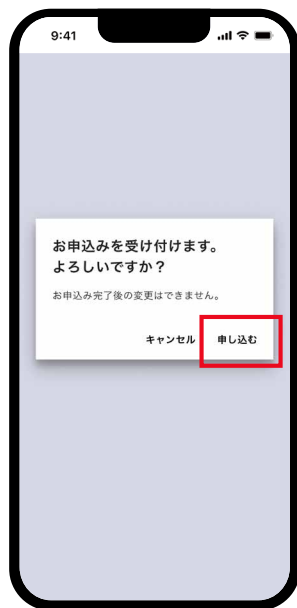 9:41
お申込みを受け付けます。
よろしいですか？
お申込み完了後の変更はできません。
キャンセル 申し込む